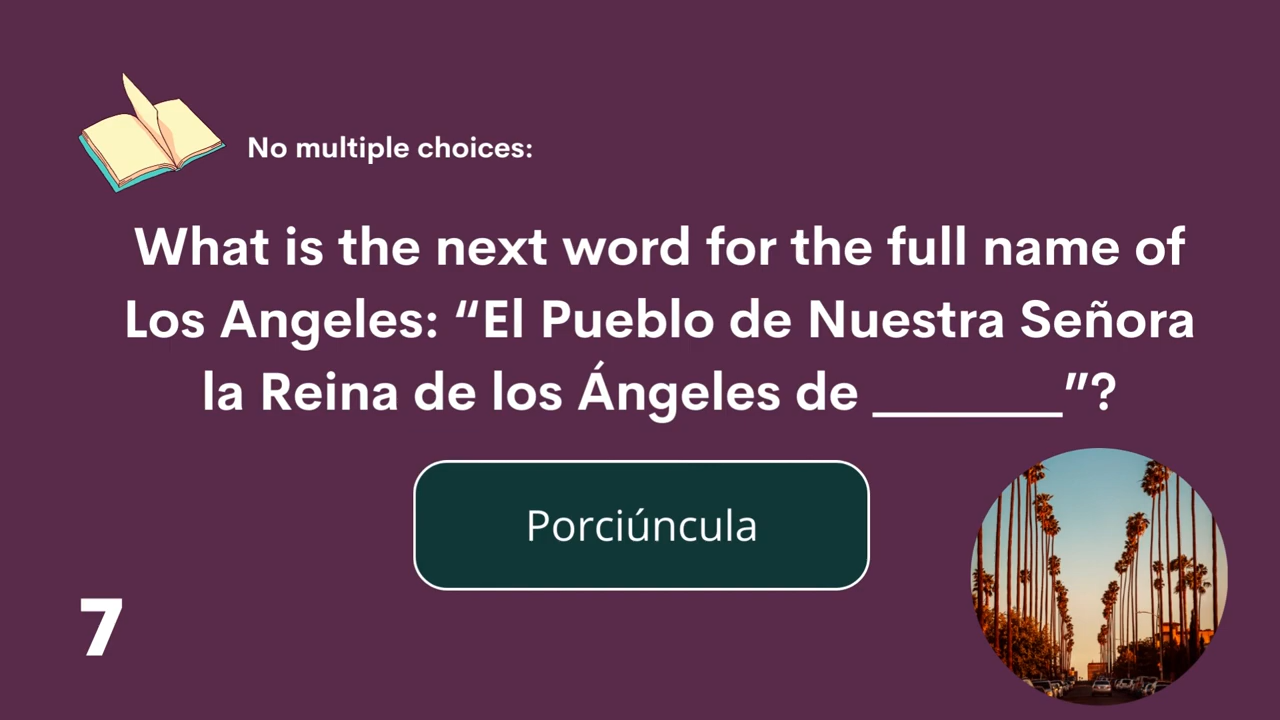 No multiple choices:
What is the next word for the full name of
Los Angeles: “El Pueblo de Nuestra Señora
la Reina de los Ángeles de _______”?
Porciúncula
7